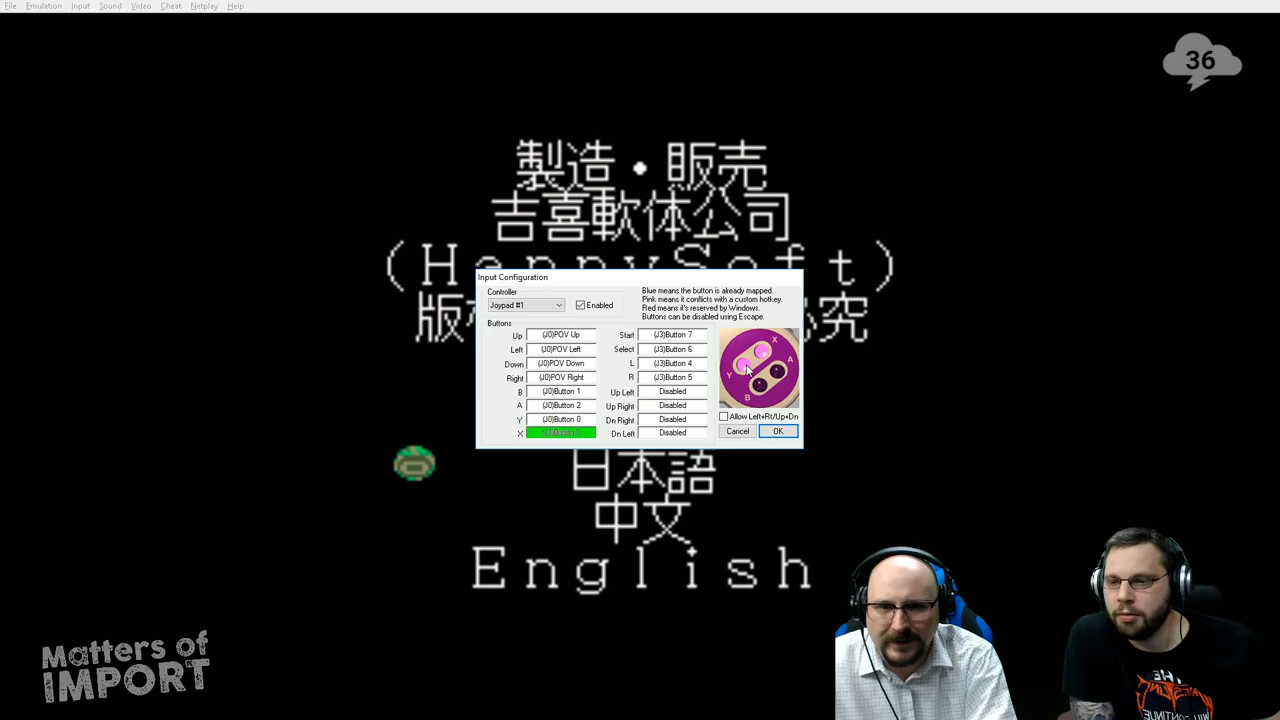 File Emulation Input Sound Video Cheat Netplay Help
36
製造・販売
吉喜軟体公司
(HappySoft)
版
究
日本語
中文
English
Input Configuration
Controller
Joypad #1
Enabled
Blue means the button is already mapped.
Pink means it conflicts with a custom hotkey.
Red means it's reserved by Windows.
Buttons can be disabled using Escape.
Buttons
Up (J0)POV Up
Left (J0)POV Left
Down (J0)POV Down
Right (J0)POV Right
B (J0)Button 1
A (J0)Button 2
Y (J0)Button 0
X
Start (J3)Button 7
Select (J3)Button 6
L (J3)Button 4
R (J3)Button 5
Up Left Disabled
Up Right Disabled
Dn Right Disabled
Dn Left Disabled
X
A
Y
B
Allow Left+Rt/Up+Dn
Cancel OK
Matters of
IMPORT
WILL CONTINUE